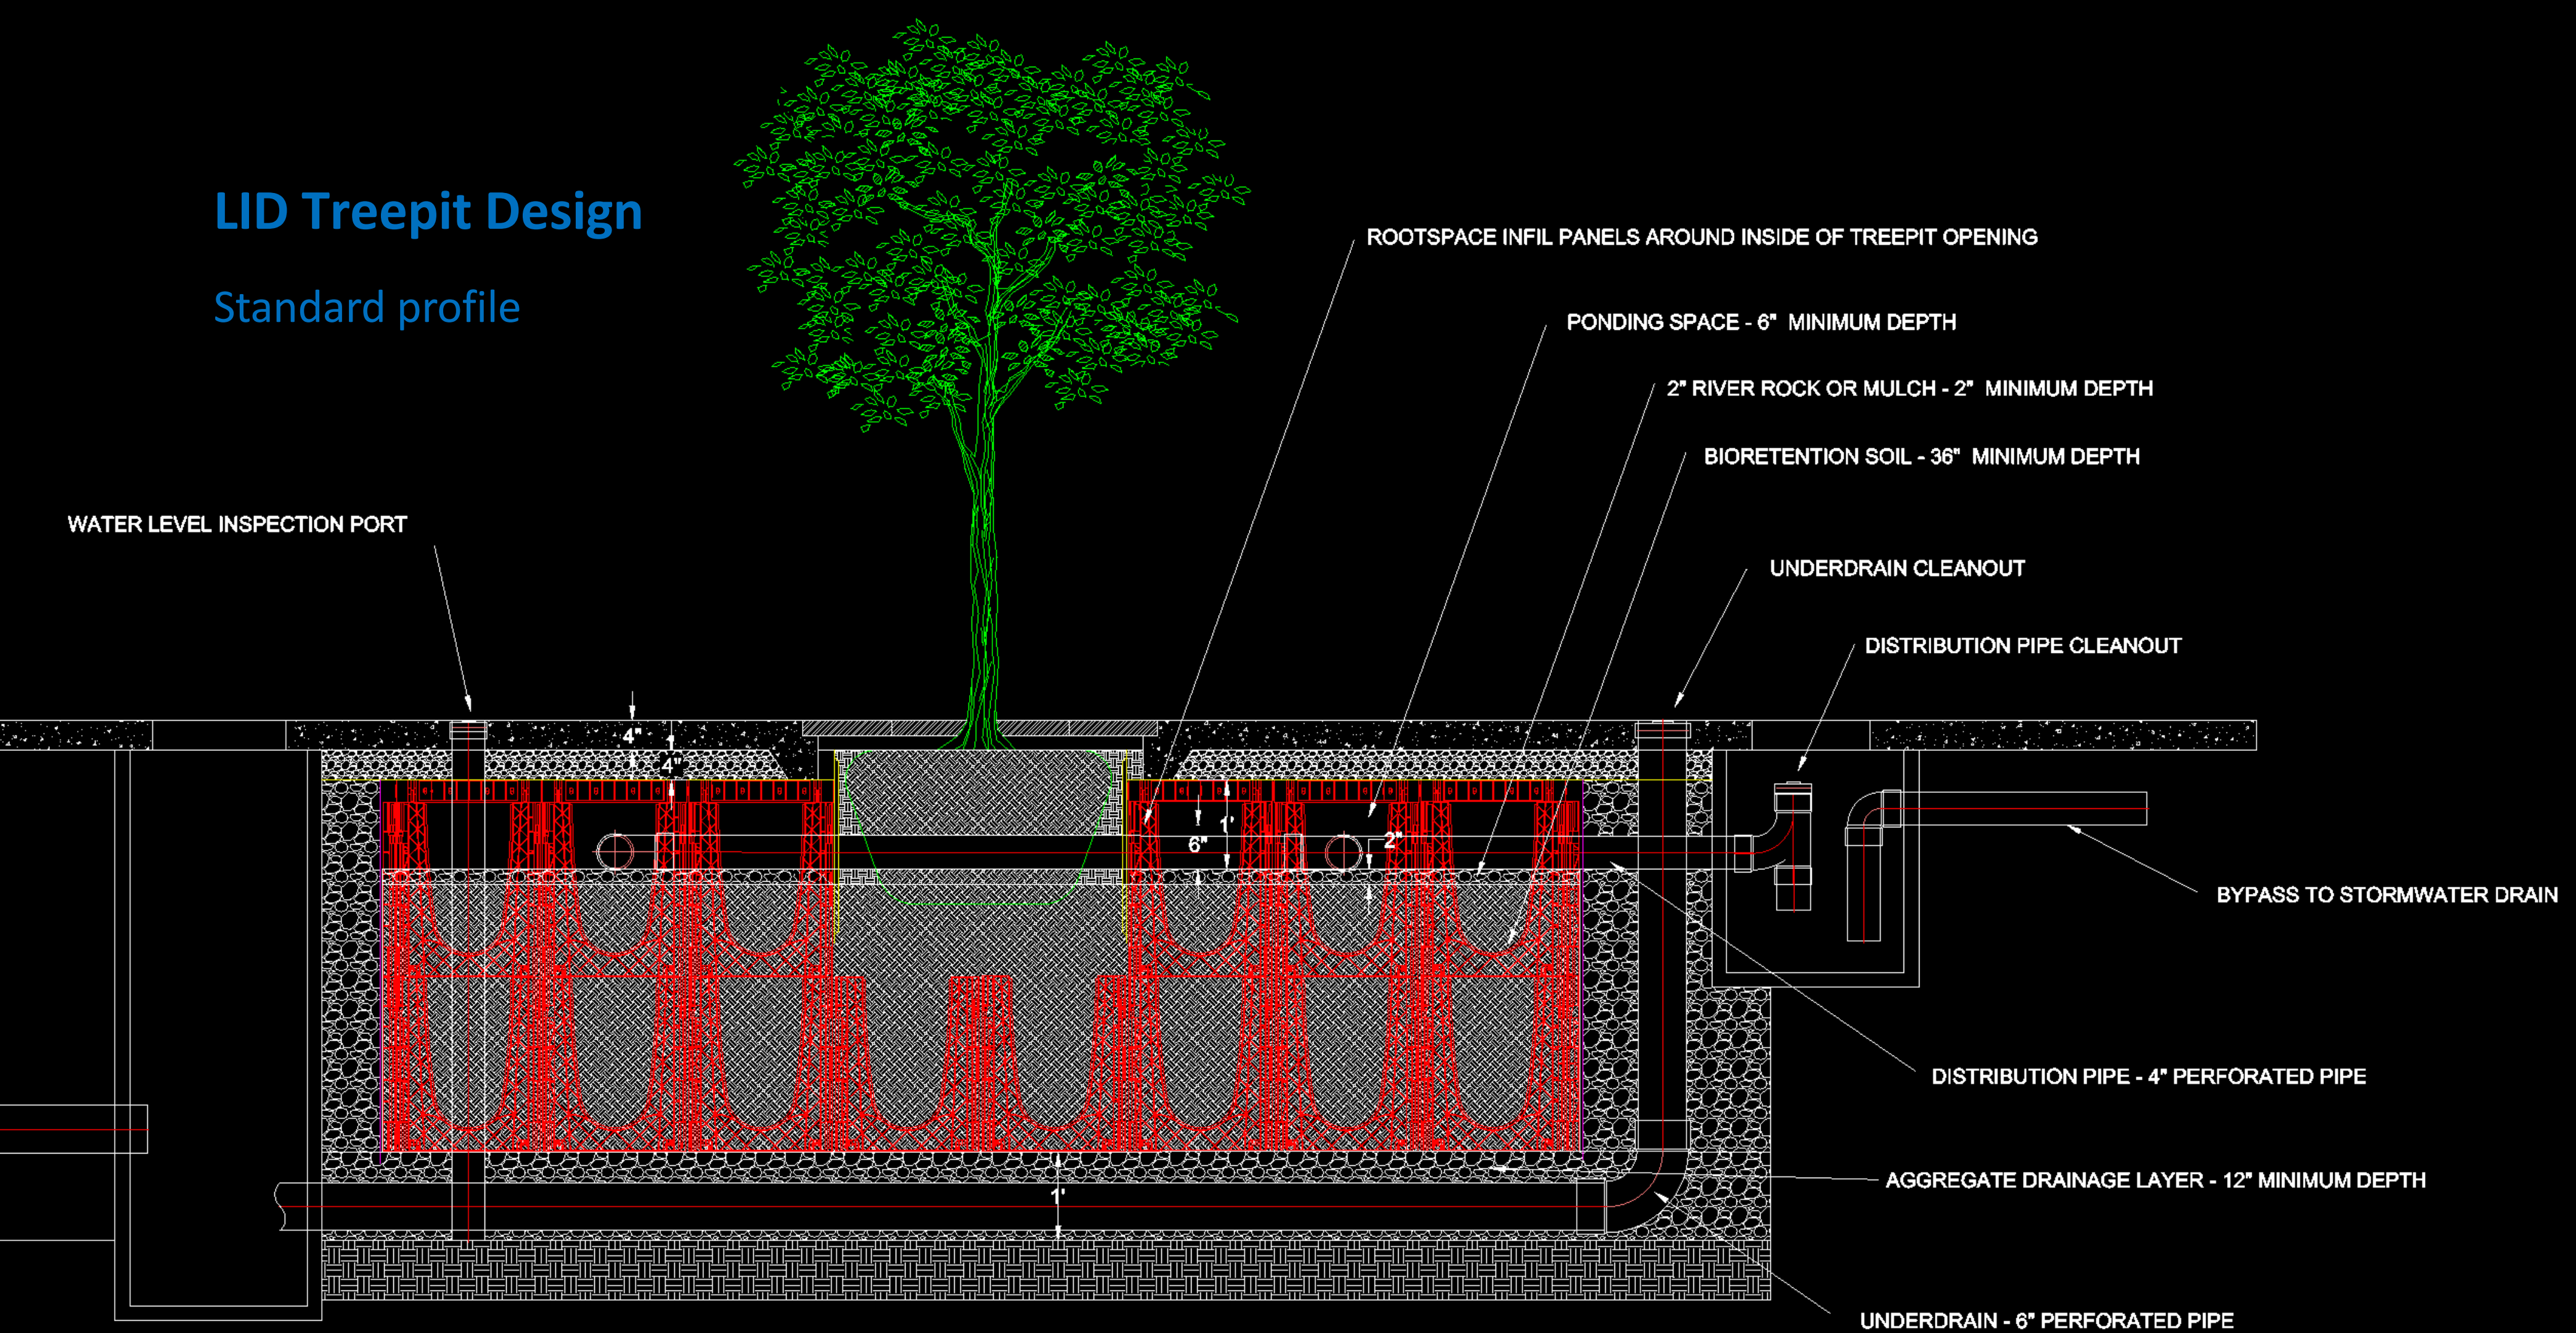 LID Treepit Design
Standard profile
ROOTSPACE INFIL PANELS AROUND INSIDE OF TREEPIT OPENING
PONDING SPACE - 6" MINIMUM DEPTH
2" RIVER ROCK OR MULCH - 2" MINIMUM DEPTH
BIORETENTION SOIL - 36" MINIMUM DEPTH
WATER LEVEL INSPECTION PORT
UNDERDRAIN CLEANOUT
DISTRIBUTION PIPE CLEANOUT
4"
4"
1'
6"
2"
BYPASS TO STORMWATER DRAIN
DISTRIBUTION PIPE - 4" PERFORATED PIPE
AGGREGATE DRAINAGE LAYER - 12" MINIMUM DEPTH
1'
UNDERDRAIN - 6" PERFORATED PIPE